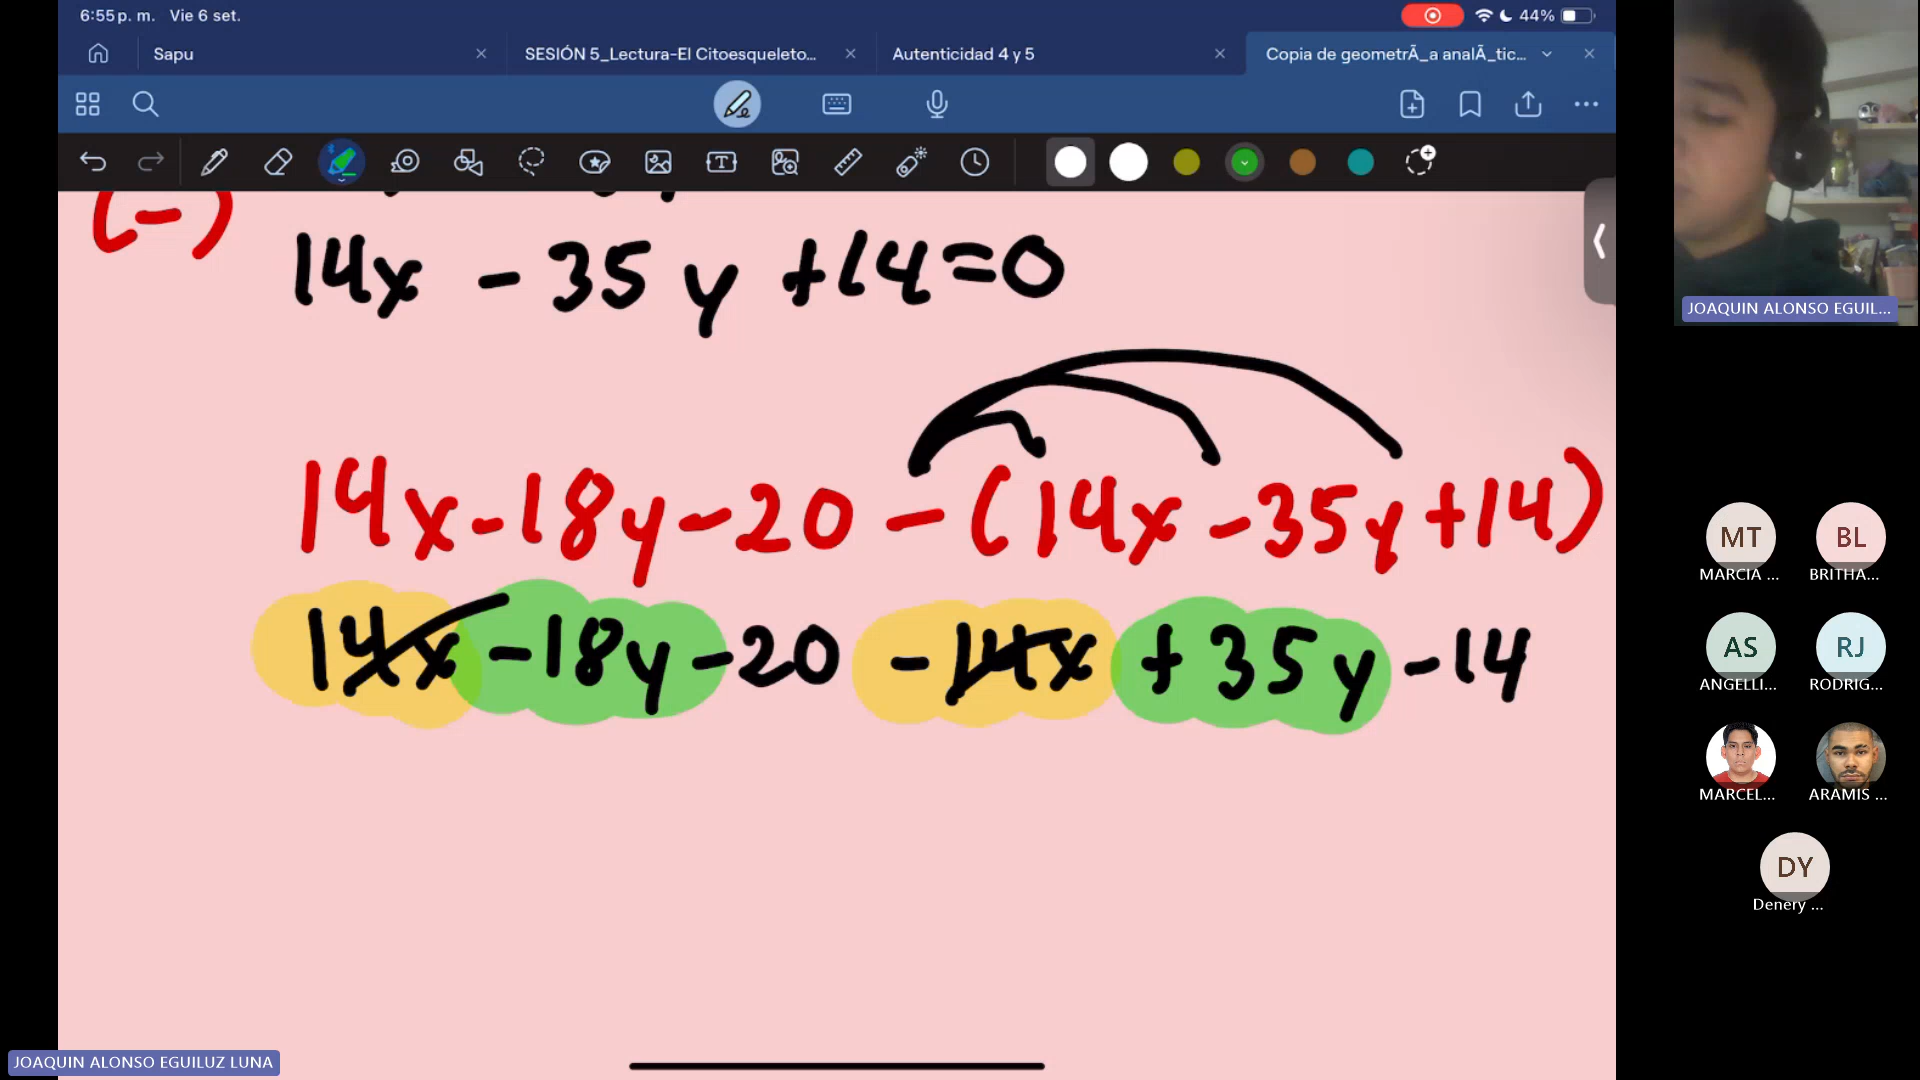 6:55 p. m. Vie 6 set.
44%
Sapu
SESIÓN 5_Lectura-El Citoesqueleto...
Autenticidad 4 y 5
Copia de geometrÃ_a analÃ_tic...
(-)
14x - 35y + 14 = 0
14x - 18y - 20 - (14x - 35y + 14)
14x - 18y - 20 - 14x + 35y - 14
JOAQUIN ALONSO EGUIL...
MT
MARCIA ...
BL
BRITHA...
AS
ANGELLI...
RJ
RODRIG...
MARCEL...
ARAMIS ...
DY
Denery ...
JOAQUIN ALONSO EGUILUZ LUNA